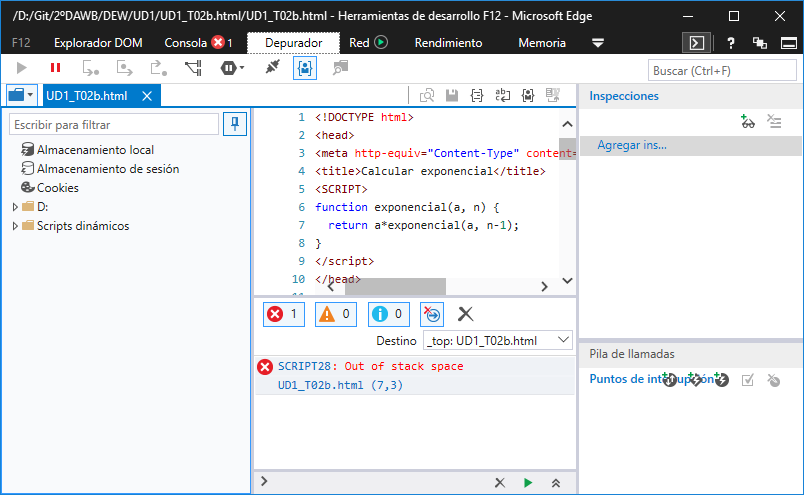 /D:/Git/2ºDAWB/DEW/UD1/UD1_T02b.html/UD1_T02b.html - Herramientas de desarrollo F12 - Microsoft Edge
F12 Explorador DOM Consola 1 Depurador Red Rendimiento Memoria ?
Buscar (Ctrl+F)
UD1_T02b.html
Escribir para filtrar
Almacenamiento local
Almacenamiento de sesión
Cookies
D:
Scripts dinámicos
1 <!DOCTYPE html>
2 <head>
3 <meta http-equiv="Content-Type" content=
4 <title>Calcular exponencial</title>
5 <SCRIPT>
6 function exponencial(a, n) {
7 return a*exponencial(a, n-1);
8 }
9 </script>
10 </head>
1 0 0
Destino _top: UD1_T02b.html
SCRIPT28: Out of stack space
UD1_T02b.html (7,3)
Inspecciones
Agregar ins...
Pila de llamadas
Puntos de interrupción